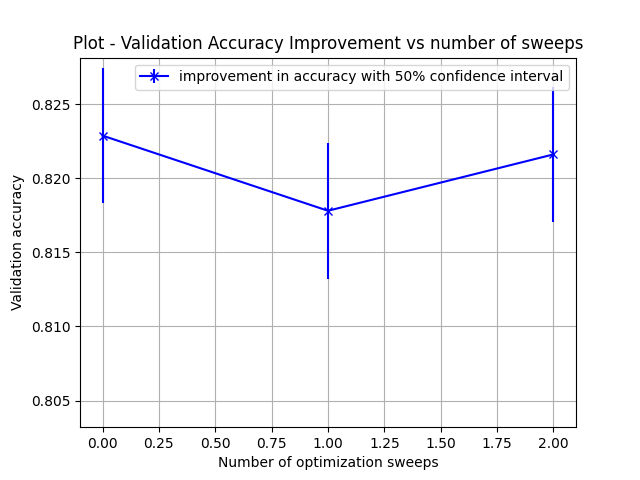 Plot - Validation Accuracy Improvement vs number of sweeps
improvement in accuracy with 50% confidence interval
Validation accuracy
0.825
0.820
0.815
0.810
0.805
0.00 0.25 0.50 0.75 1.00 1.25 1.50 1.75 2.00
Number of optimization sweeps